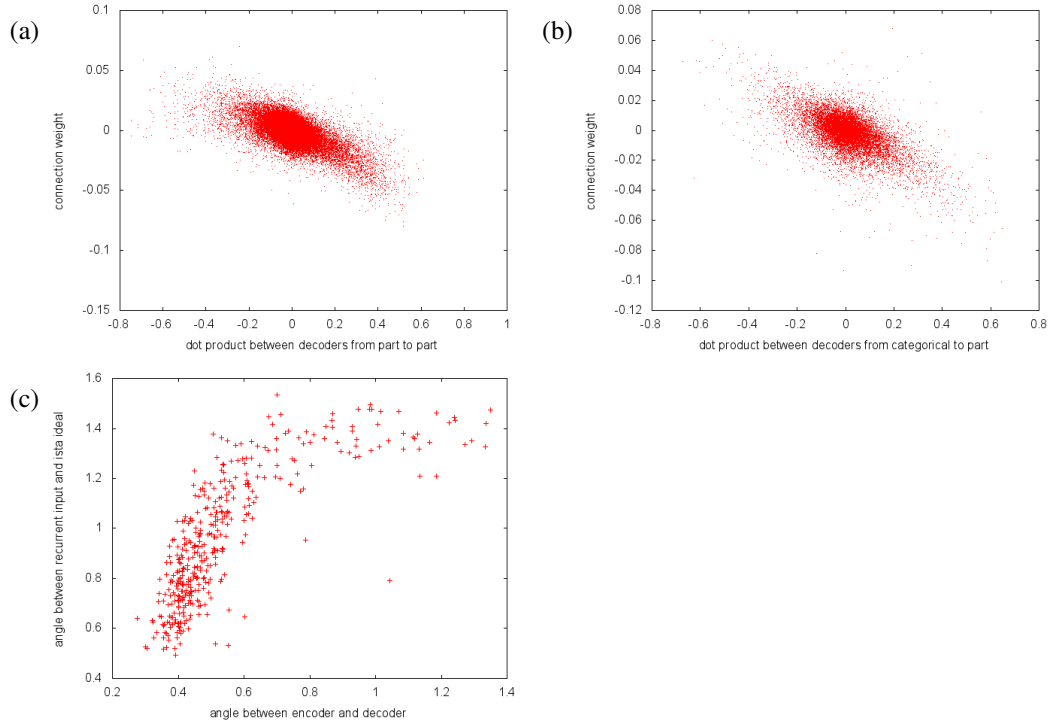 (a)
0.1
0.05
0
-0.05
-0.1
-0.15
connection weight
-0.8 -0.6 -0.4 -0.2 0 0.2 0.4 0.6 0.8 1
dot product between decoders from part to part
(b)
0.08
0.06
0.04
0.02
0
-0.02
-0.04
-0.06
-0.08
-0.1
-0.12
connection weight
-0.8 -0.6 -0.4 -0.2 0 0.2 0.4 0.6 0.8
dot product between decoders from categorical to part
(c)
1.6
1.4
1.2
1
0.8
0.6
0.4
angle between recurrent input and ista ideal
0.2 0.4 0.6 0.8 1 1.2 1.4
angle between encoder and decoder